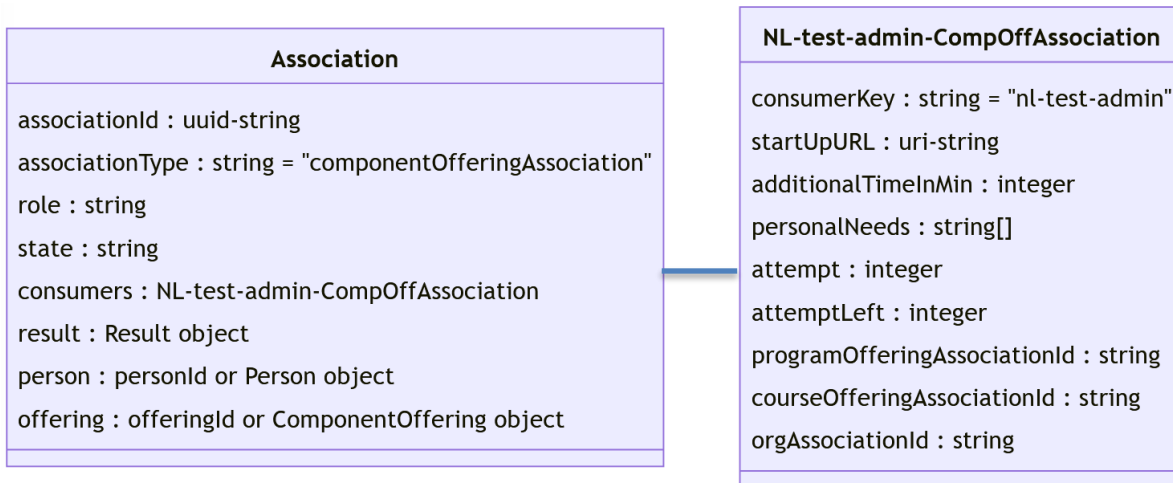 Association
associationId : uuid-string
associationType : string = "componentOfferingAssociation"
role : string
state : string
consumers : NL-test-admin-CompOffAssociation
result : Result object
person : personId or Person object
offering : offeringId or ComponentOffering object
NL-test-admin-CompOffAssociation
consumerKey : string = "nl-test-admin"
startUpURL : uri-string
additionalTimeInMin : integer
personalNeeds : string[]
attempt : integer
attemptLeft : integer
programOfferingAssociationId : string
courseOfferingAssociationId : string
orgAssociationId : string